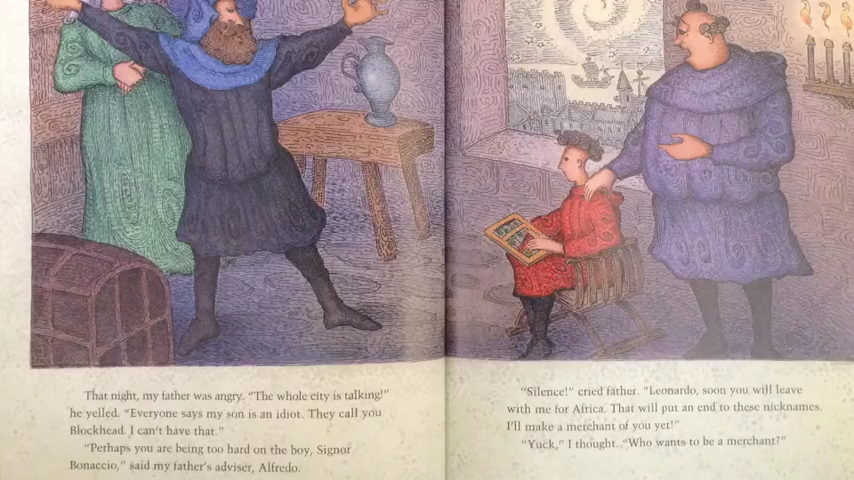 That night, my father was angry. "The whole city is talking!"
he yelled. "Everyone says my son is an idiot. They call you
Blockhead. I can't have that."
"Perhaps you are being too hard on the boy, Signor
Bonaccio," said my father's adviser, Alfredo.
"Silence!" cried father. "Leonardo, soon you will leave
with me for Africa. That will put an end to these nicknames.
I'll make a merchant of you yet!"
"Yuck," I thought. "Who wants to be a merchant?"